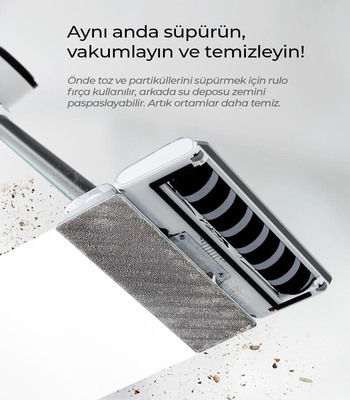 Aynı anda süpürün,
vakumlayın ve temizleyin!
Önde toz ve partiküllerini süpürmek için rulo
fırça kullanılır, arkada su deposu zemini
paspaslayabilir. Artık ortamlar daha temiz.